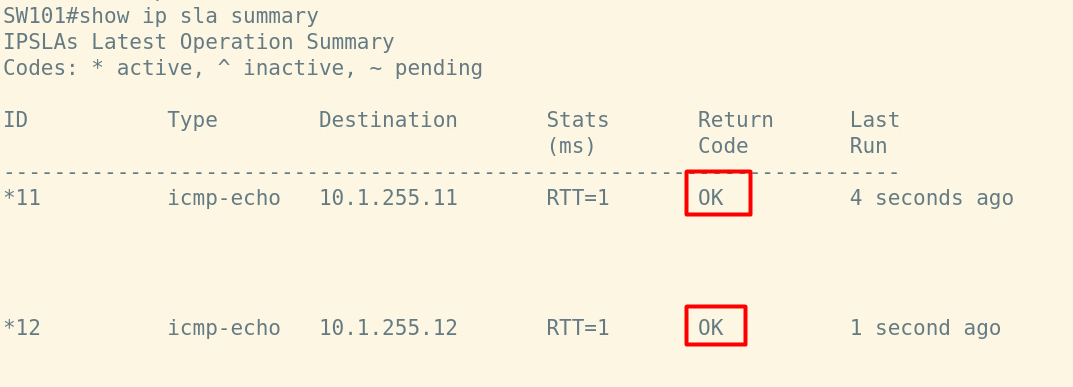 SW101#show ip sla summary
IPSLAs Latest Operation Summary
Codes: * active, ^ inactive, ~ pending
ID Type Destination Stats Return Last
(ms) Code Run
-----------------------------------------------------------------------
*11 icmp-echo 10.1.255.11 RTT=1 OK 4 seconds ago
*12 icmp-echo 10.1.255.12 RTT=1 OK 1 second ago